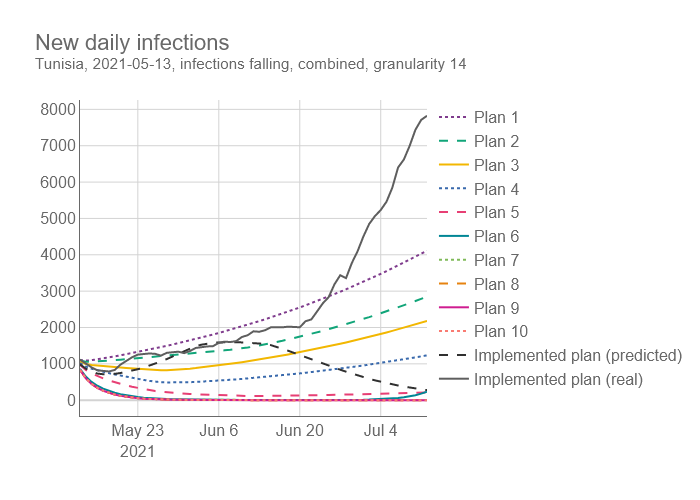 New daily infections
Tunisia, 2021-05-13, infections falling, combined, granularity 14
8000
7000
6000
5000
4000
3000
2000
1000
0
May 23
2021
Jun 6
Jun 20
Jul 4
Plan 1
Plan 2
Plan 3
Plan 4
Plan 5
Plan 6
Plan 7
Plan 8
Plan 9
Plan 10
Implemented plan (predicted)
Implemented plan (real)